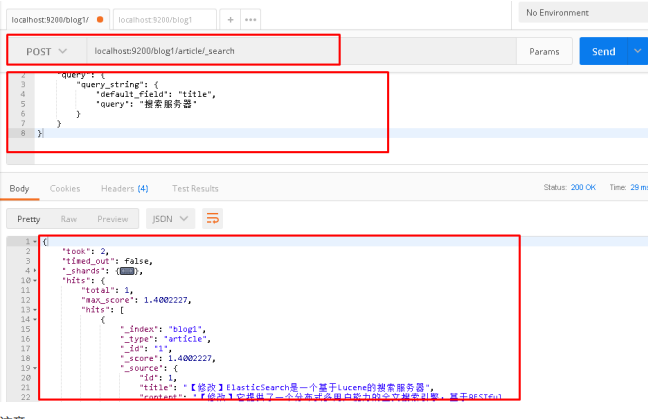 localhost:9200/blog1/
localhost:9200/blog1
No Environment
POST
localhost:9200/blog1/article/_search
Params
Send
2 "query": {
3 "query_string": {
4 "default_field": "title",
5 "query": "搜索服务器"
6 }
7 }
8 }
Body
Cookies
Headers (4)
Test Results
Status: 200 OK
Time: 29 ms
Pretty
Raw
Preview
JSON
1 {
2 "took": 2,
3 "timed_out": false,
4 "_shards": {
},
10 "hits": {
11 "total": 1,
12 "max_score": 1.4002227,
13 "hits": [
14 {
15 "_index": "blog1",
16 "_type": "article",
17 "_id": "1",
18 "_score": 1.4002227,
19 "_source": {
20 "id": 1,
21 "title": "【修改】ElasticSearch是一个基于Lucene的搜索服务器",
22 "content": "【修改】它提供了一个分布式多用户能力的全文搜索引擎，基于RESTful